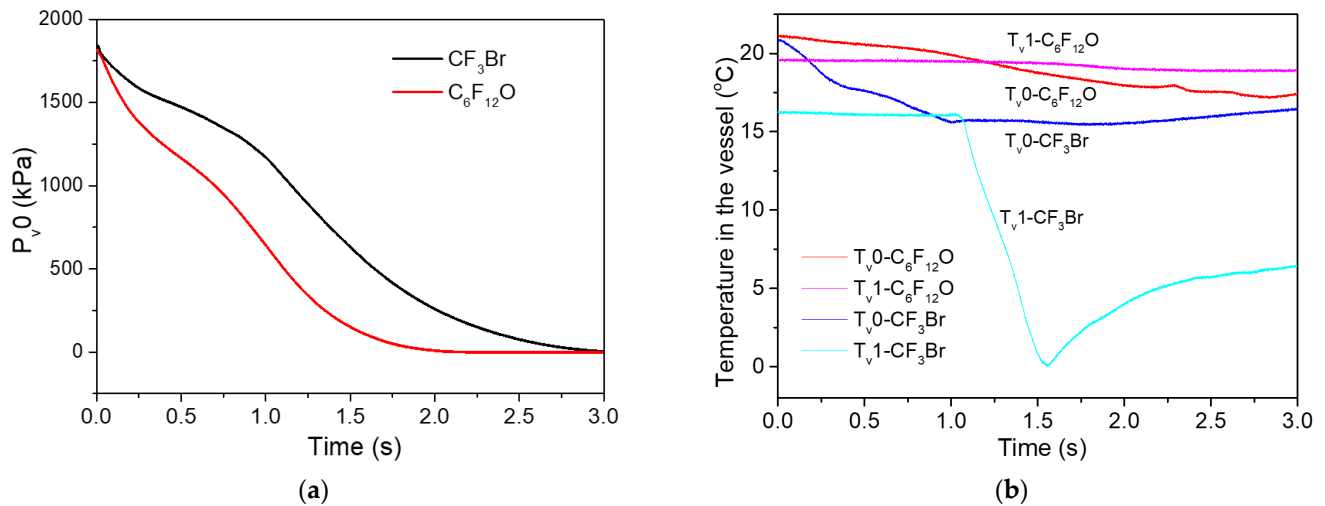 2000
1500
1000
500
0
P_v0 (kPa)
CF₃Br
C₆F₁₂O
0.0 0.5 1.0 1.5 2.0 2.5 3.0
Time (s)
(a)
20
15
10
5
0
Temperature in the vessel (°C)
T_v1-C₆F₁₂O
T_v0-C₆F₁₂O
T_v0-CF₃Br
T_v1-CF₃Br
T_v0-C₆F₁₂O
T_v1-C₆F₁₂O
T_v0-CF₃Br
T_v1-CF₃Br
0.0 0.5 1.0 1.5 2.0 2.5 3.0
Time (s)
(b)